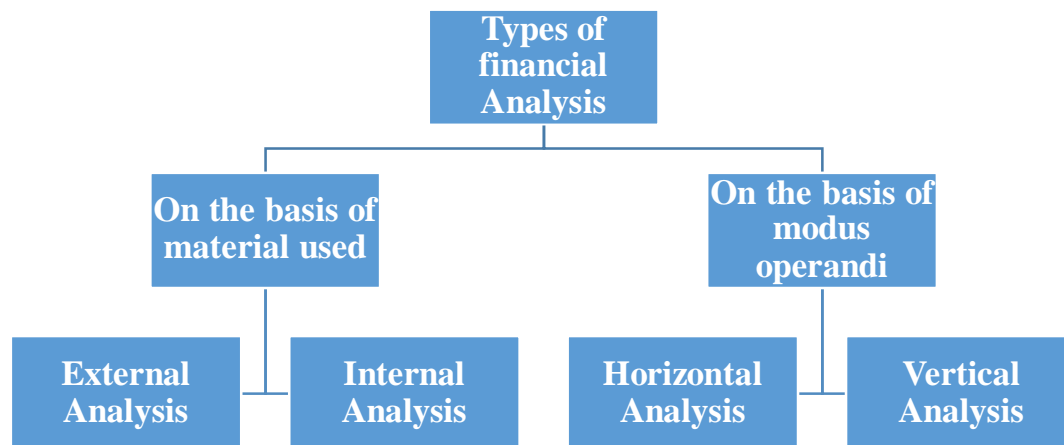 Types of
financial
Analysis
On the basis of
material used
On the basis of
modus
operandi
External
Analysis
Internal
Analysis
Horizontal
Analysis
Vertical
Analysis